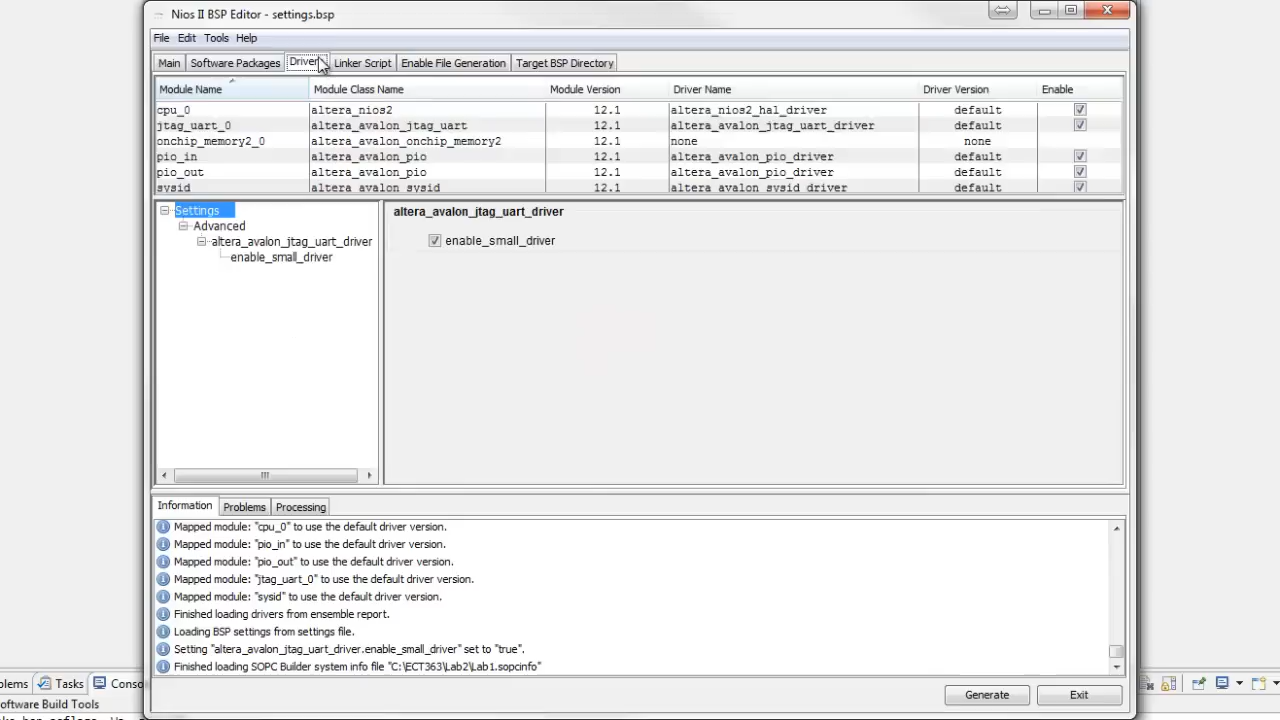 Nios II BSP Editor - settings.bsp
File Edit Tools Help
Main Software Packages Driver Linker Script Enable File Generation Target BSP Directory
Module Name Module Class Name Module Version Driver Name Driver Version Enable
cpu_0 altera_nios2 12.1 altera_nios2_hal_driver default
jtag_uart_0 altera_avalon_jtag_uart 12.1 altera_avalon_jtag_uart_driver default
onchip_memory2_0 altera_avalon_onchip_memory2 12.1 none none
pio_in altera_avalon_pio 12.1 altera_avalon_pio_driver default
pio_out altera_avalon_pio 12.1 altera_avalon_pio_driver default
sysid altera_avalon_sysid 12.1 altera_avalon_sysid_driver default
Settings
Advanced
altera_avalon_jtag_uart_driver
enable_small_driver
altera_avalon_jtag_uart_driver
enable_small_driver
Information Problems Processing
Mapped module: "cpu_0" to use the default driver version.
Mapped module: "pio_in" to use the default driver version.
Mapped module: "pio_out" to use the default driver version.
Mapped module: "jtag_uart_0" to use the default driver version.
Mapped module: "sysid" to use the default driver version.
Finished loading drivers from ensemble report.
Loading BSP settings from settings file.
Setting "altera_avalon_jtag_uart_driver.enable_small_driver" set to "true".
Finished loading SOPC Builder system info file "C:\ECT363\Lab2\Lab1.sopcinfo"
Generate Exit
oblems Tasks Conso
oftware Build Tools